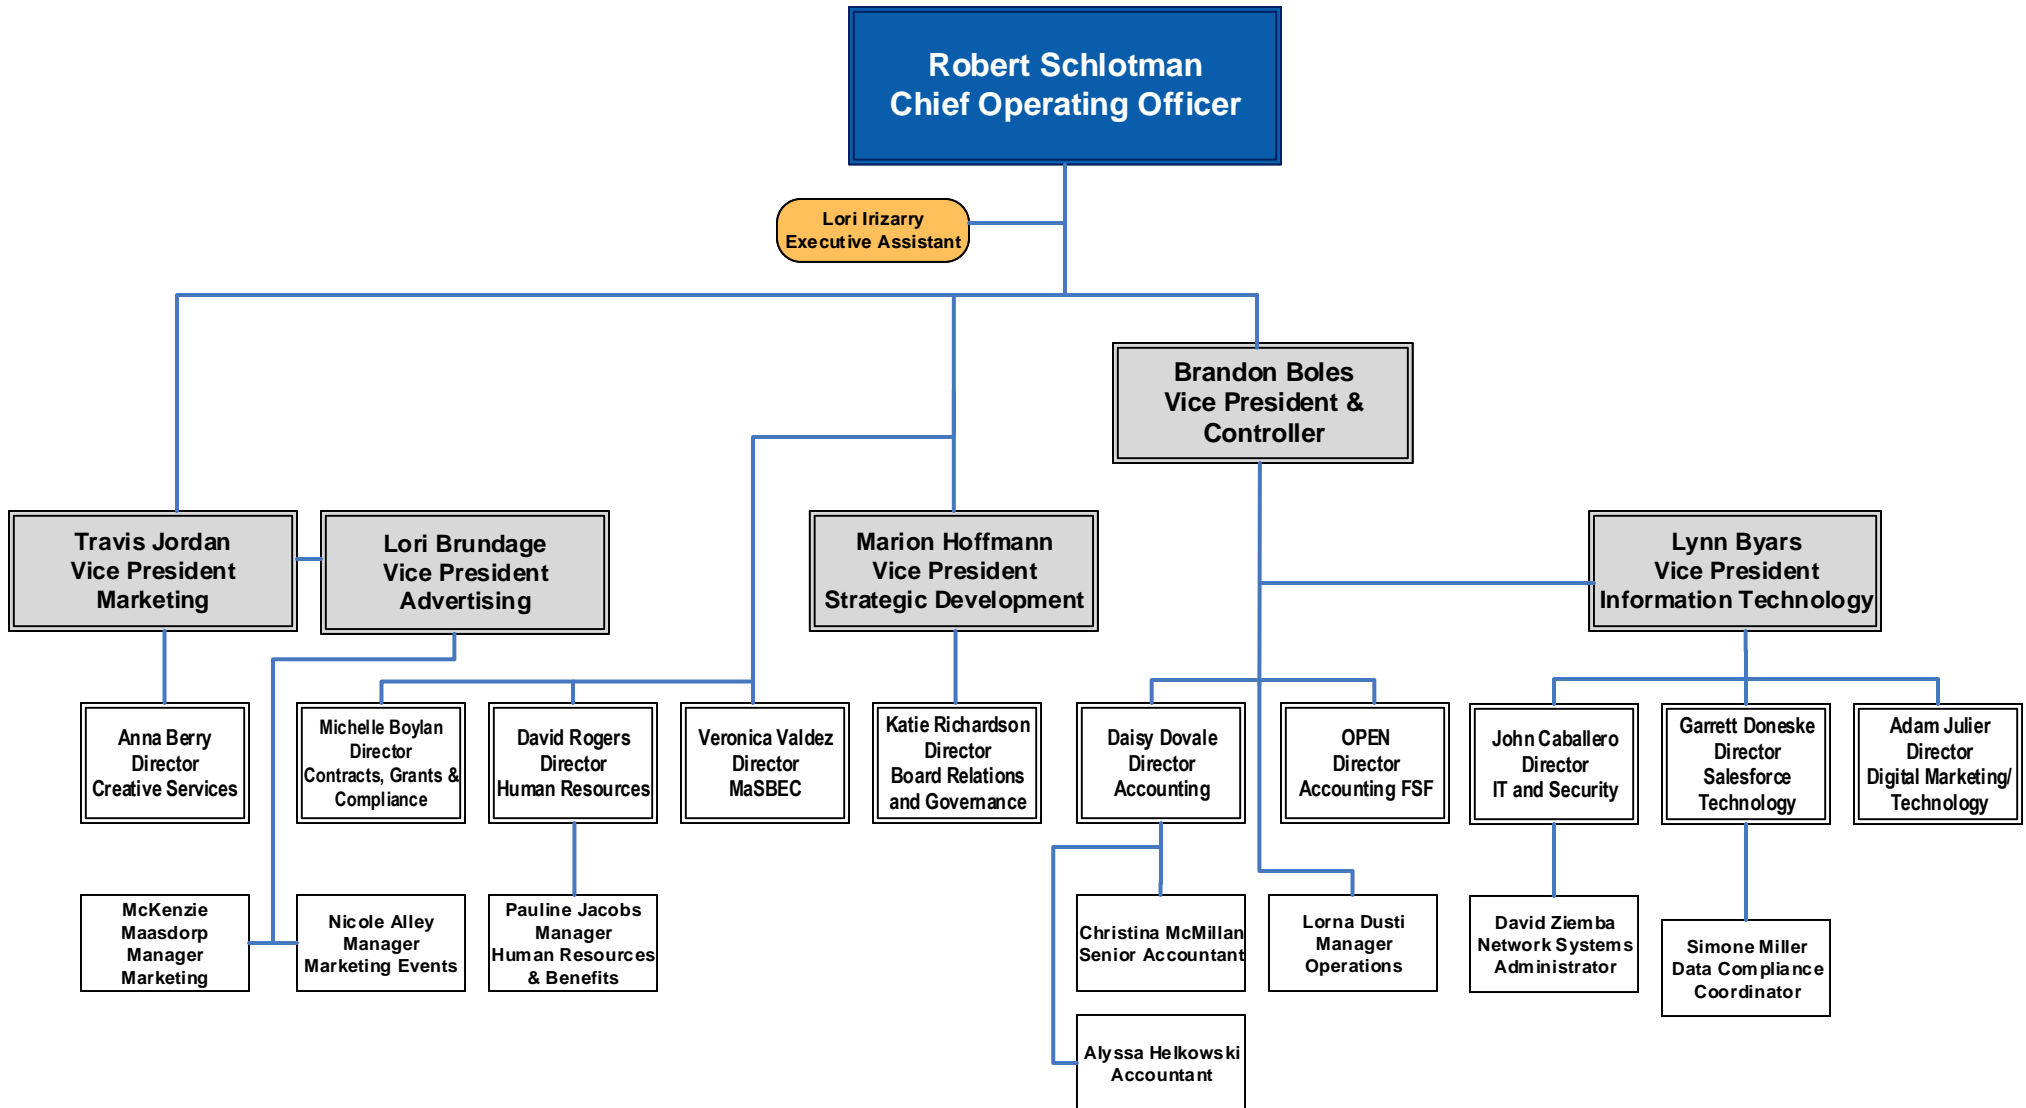 Robert Schlotman
Chief Operating Officer
Lori Irizarry
Executive Assistant
Brandon Boles
Vice President &
Controller
Travis Jordan
Vice President
Marketing
Lori Brundage
Vice President
Advertising
Marion Hoffmann
Vice President
Strategic Development
Lynn Byars
Vice President
Information Technology
Anna Berry
Director
Creative Services
Michelle Boylan
Director
Contracts, Grants &
Compliance
David Rogers
Director
Human Resources
Veronica Valdez
Director
MaSBEC
Katie Richardson
Director
Board Relations
and Governance
Daisy Dovale
Director
Accounting
OPEN
Director
Accounting FSF
John Caballero
Director
IT and Security
Garrett Doneske
Director
Salesforce
Technology
Adam Julier
Director
Digital Marketing/
Technology
McKenzie
Maasdorp
Manager
Marketing
Nicole Alley
Manager
Marketing Events
Pauline Jacobs
Manager
Human Resources
& Benefits
Christina McMillan
Senior Accountant
Lorna Dusti
Manager
Operations
David Ziemba
Network Systems
Administrator
Simone Miller
Data Compliance
Coordinator
Alyssa Helkowski
Accountant